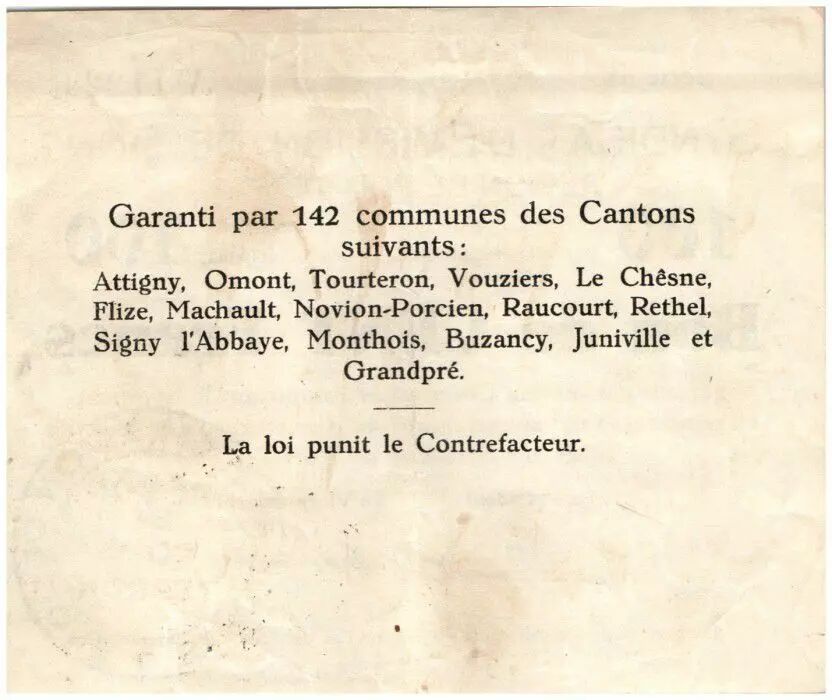 Garanti par 142 communes des Cantons
suivants :
Attigny, Omont, Tourteron, Vouziers, Le Chêsne,
Flize, Machault, Novion-Porcien, Raucourt, Rethel,
Signy l'Abbaye, Monthois, Buzancy, Juniville et
Grandpré.
La loi punit le Contrefacteur.